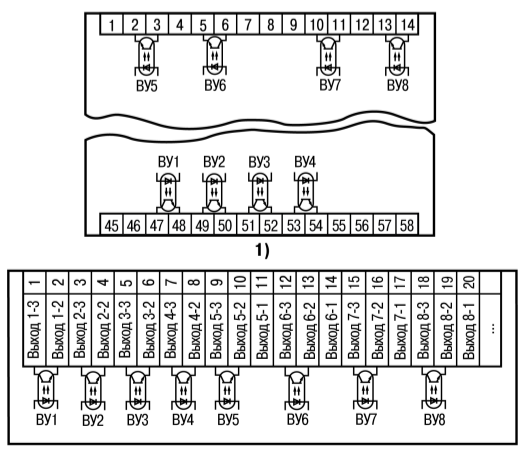 1 2 3 4 5 6 7 8 9 10 11 12 13 14
ВУ5 ВУ6 ВУ7 ВУ8
ВУ1 ВУ2 ВУ3 ВУ4
45 46 47 48 49 50 51 52 53 54 55 56 57 58
1)
1 2 3 4 5 6 7 8 9 10 11 12 13 14 15 16 17 18 19 20
Выход 1-3 Выход 1-2 Выход 2-3 Выход 2-2 Выход 3-3 Выход 3-2 Выход 4-3 Выход 4-2 Выход 5-3 Выход 5-2 Выход 5-1 Выход 6-3 Выход 6-2 Выход 6-1 Выход 7-3 Выход 7-2 Выход 7-1 Выход 8-3 Выход 8-2 Выход 8-1 ...
ВУ1 ВУ2 ВУ3 ВУ4 ВУ5 ВУ6 ВУ7 ВУ8